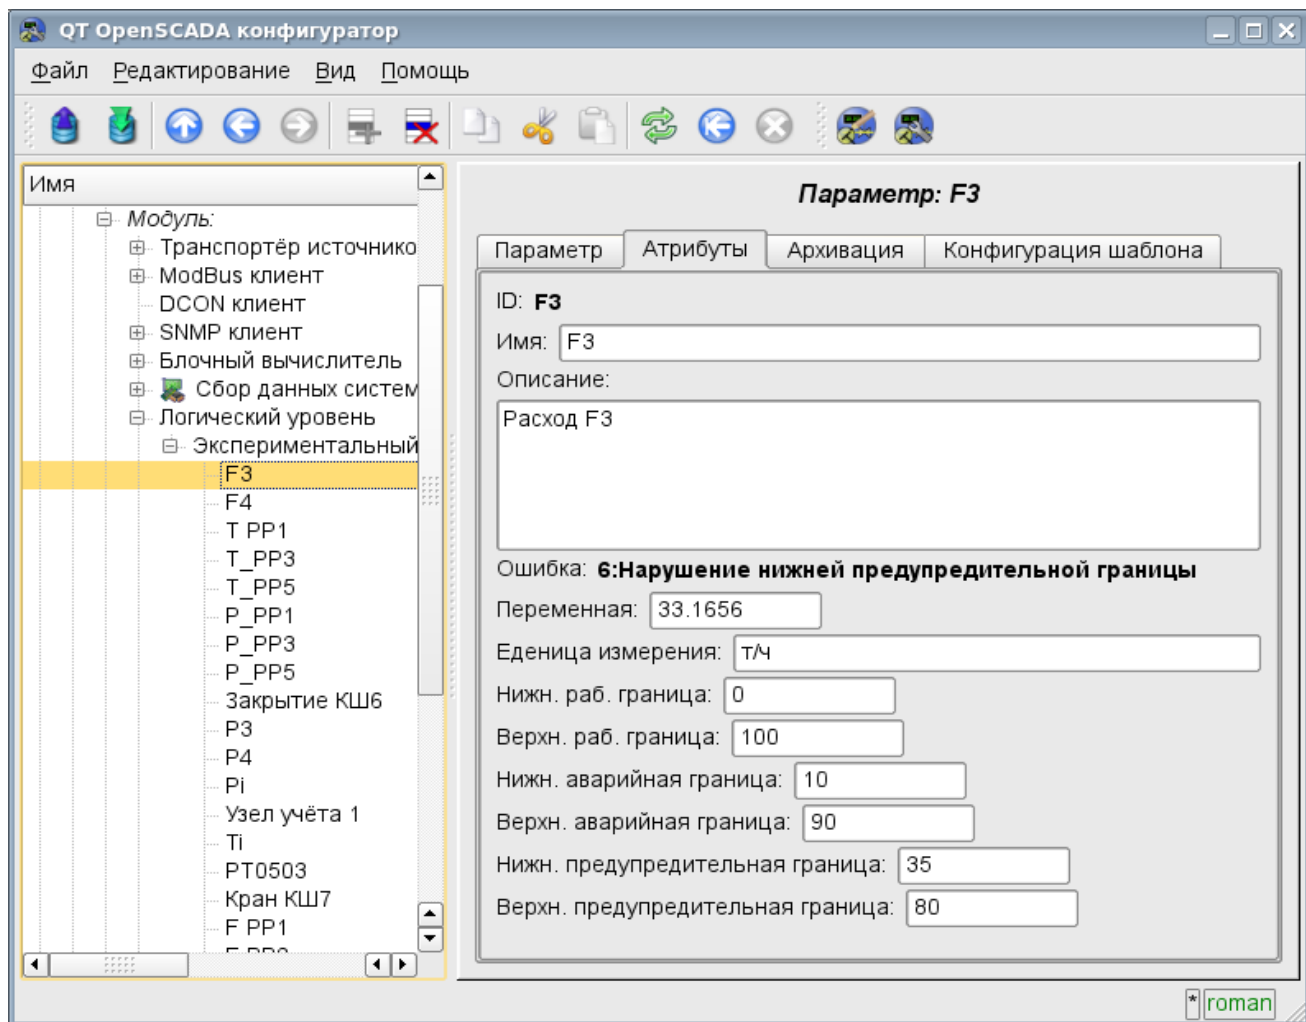 QT OpenSCADA конфигуратор
Файл Редактирование Вид Помощь
Имя
Модуль:
Транспортёр источнико
ModBus клиент
DCON клиент
SNMP клиент
Блочный вычислитель
Сбор данных систем
Логический уровень
Экспериментальный
F3
F4
T PP1
T_PP3
T_PP5
P_PP1
P_PP3
P_PP5
Закрытие КШ6
P3
P4
Pi
Узел учёта 1
Ti
PT0503
Кран КШ7
F PP1
Параметр: F3
Параметр Атрибуты Архивация Конфигурация шаблона
ID: F3
Имя: F3
Описание:
Расход F3
Ошибка: 6:Нарушение нижней предупредительной границы
Переменная: 33.1656
Еденица измерения: т/ч
Нижн. раб. граница: 0
Верхн. раб. граница: 100
Нижн. аварийная граница: 10
Верхн. аварийная граница: 90
Нижн. предупредительная граница: 35
Верхн. предупредительная граница: 80
* roman